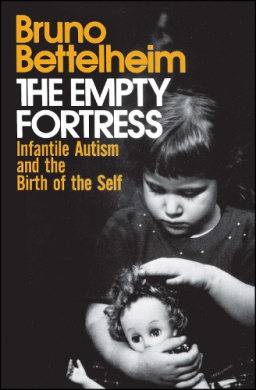 Bruno
Bettelheim
THE EMPTY
FORTRESS
Infantile Autism
and the
Birth of the Self